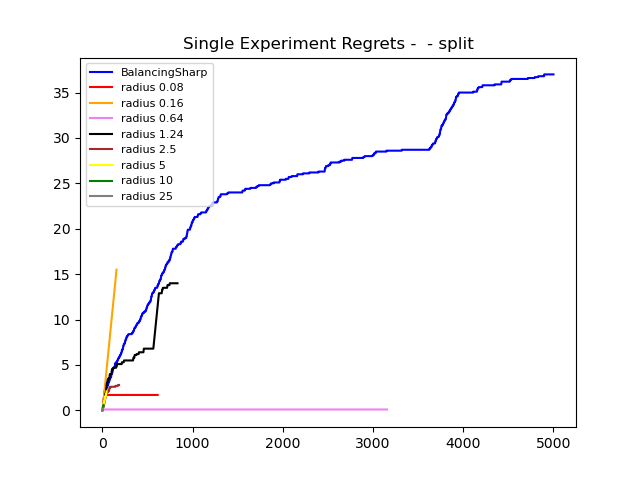 Single Experiment Regrets -  - split
BalancingSharp
radius 0.08
radius 0.16
radius 0.64
radius 1.24
radius 2.5
radius 5
radius 10
radius 25
35
30
25
20
15
10
5
0
0 1000 2000 3000 4000 5000